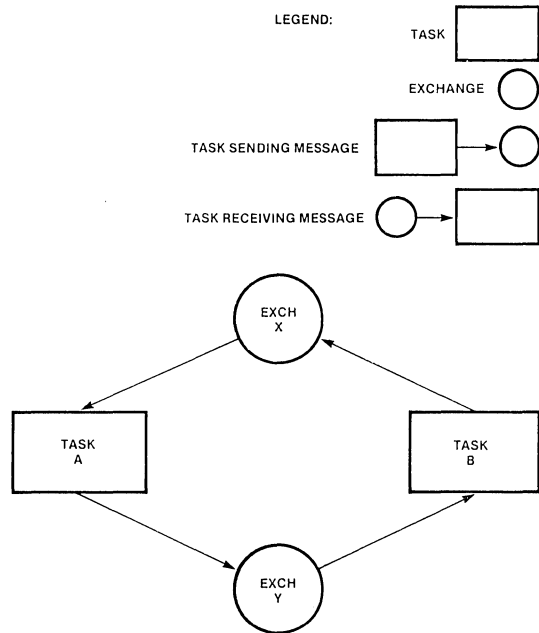 LEGEND:
TASK
EXCHANGE
TASK SENDING MESSAGE
TASK RECEIVING MESSAGE
EXCH
X
TASK
A
TASK
B
EXCH
Y